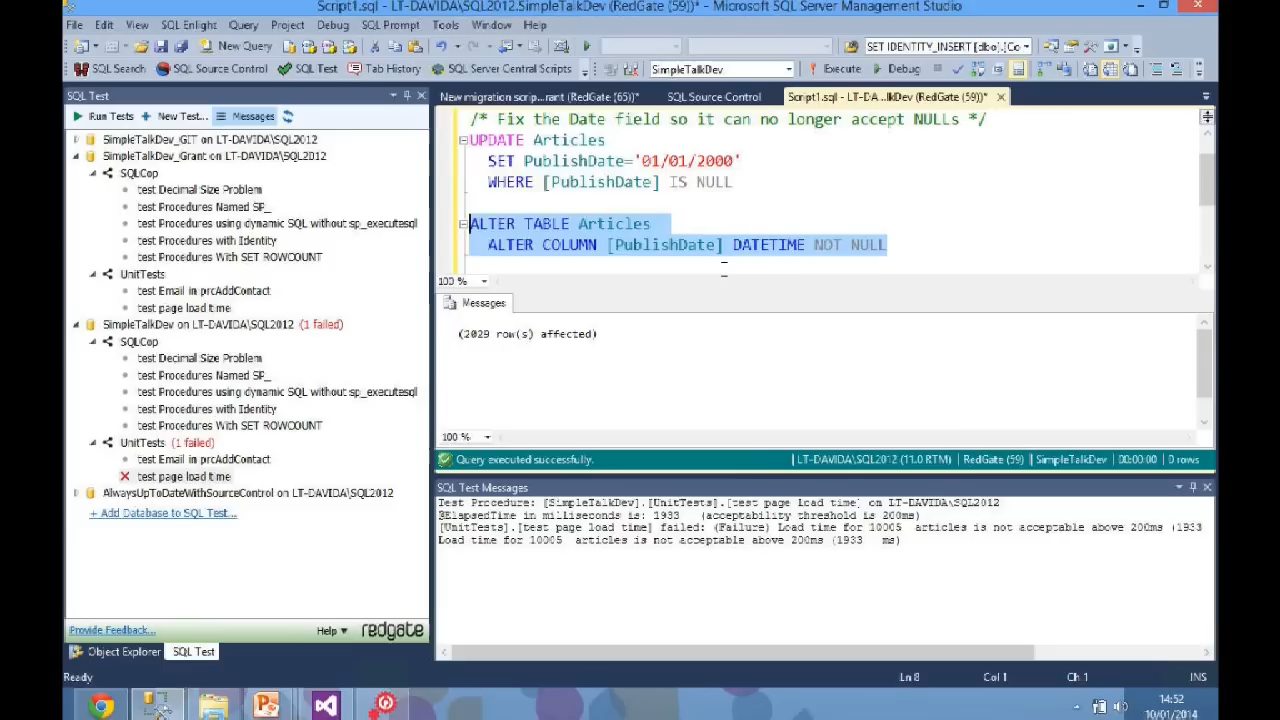 Script1.sql - LT-DAVIDA\SQL2012.SimpleTalkDev (RedGate (59))* - Microsoft SQL Server Management Studio
File Edit View SQL Enlight Query Project Debug SQL Prompt Tools Window Help
New Query SET IDENTITY_INSERT [dbo].[Co
SQL Search SQL Source Control SQL Test Tab History SQL Server Central Scripts SimpleTalkDev Execute Debug
SQL Test
Run Tests New Test... Messages
SimpleTalkDev_GIT on LT-DAVIDA\SQL2012
SimpleTalkDev_Grant on LT-DAVIDA\SQL2012
SQLCop
test Decimal Size Problem
test Procedures Named SP_
test Procedures using dynamic SQL without sp_executesql
test Procedures with Identity
test Procedures With SET ROWCOUNT
UnitTests
test Email in prcAddContact
test page load time
SimpleTalkDev on LT-DAVIDA\SQL2012 (1 failed)
SQLCop
test Decimal Size Problem
test Procedures Named SP_
test Procedures using dynamic SQL without sp_executesql
test Procedures with Identity
test Procedures With SET ROWCOUNT
UnitTests (1 failed)
test Email in prcAddContact
test page load time
AlwaysUpToDateWithSourceControl on LT-DAVIDA\SQL2012
+ Add Database to SQL Test...
Provide Feedback... Help redgate
Object Explorer SQL Test
New migration scrip...rant (RedGate (65))* SQL Source Control Script1.sql - LT-DA...lkDev (RedGate (59))*
/* Fix the Date field so it can no longer accept NULLs */
UPDATE Articles
SET PublishDate='01/01/2000'
WHERE [PublishDate] IS NULL
ALTER TABLE Articles
ALTER COLUMN [PublishDate] DATETIME NOT NULL
100 %
Messages
(2029 row(s) affected)
100 %
Query executed successfully. LT-DAVIDA\SQL2012 (11.0 RTM) RedGate (59) SimpleTalkDev 00:00:00 0 rows
SQL Test Messages
Test Procedure: [SimpleTalkDev].[UnitTests].[test page load time] on LT-DAVIDA\SQL2012
@ElapsedTime in milliseconds is: 1933 (acceptability threshold is 200ms)
[UnitTests].[test page load time] failed: (Failure) Load time for 10005 articles is not acceptable above 200ms (1933
Load time for 10005 articles is not acceptable above 200ms (1933 ms)
Ready Ln 8 Col 1 Ch 1 INS
14:52
10/01/2014